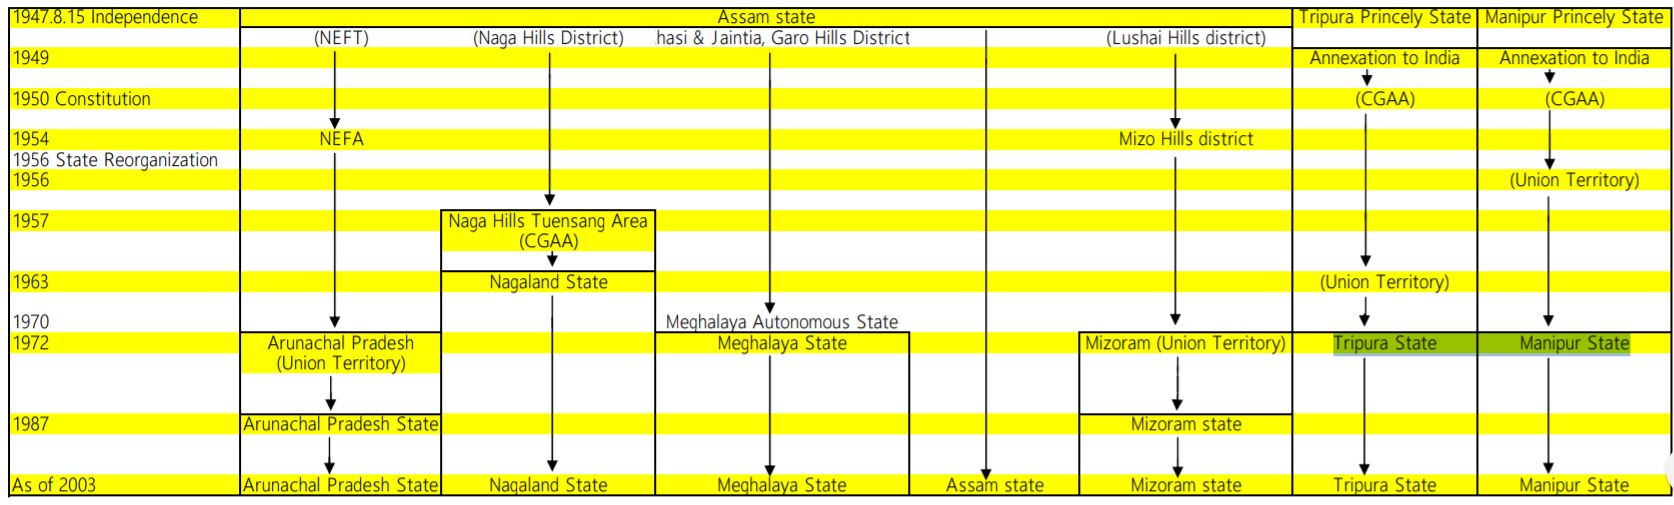 1947.8.15 Independence Assam state Tripura Princely State Manipur Princely State
(NEFT) (Naga Hills District) hasi & Jaintia, Garo Hills District (Lushai Hills district)
1949 Annexation to India Annexation to India
1950 Constitution (CGAA) (CGAA)
1954 NEFA Mizo Hills district
1956 State Reorganization
1956 (Union Territory)
1957 Naga Hills Tuensang Area
(CGAA)
1963 Nagaland State (Union Territory)
1970 Meghalaya Autonomous State
1972 Arunachal Pradesh Meghalaya State Mizoram (Union Territory) Tripura State Manipur State
(Union Territory)
1987 Arunachal Pradesh State Mizoram state
As of 2003 Arunachal Pradesh State Nagaland State Meghalaya State Assam state Mizoram state Tripura State Manipur State